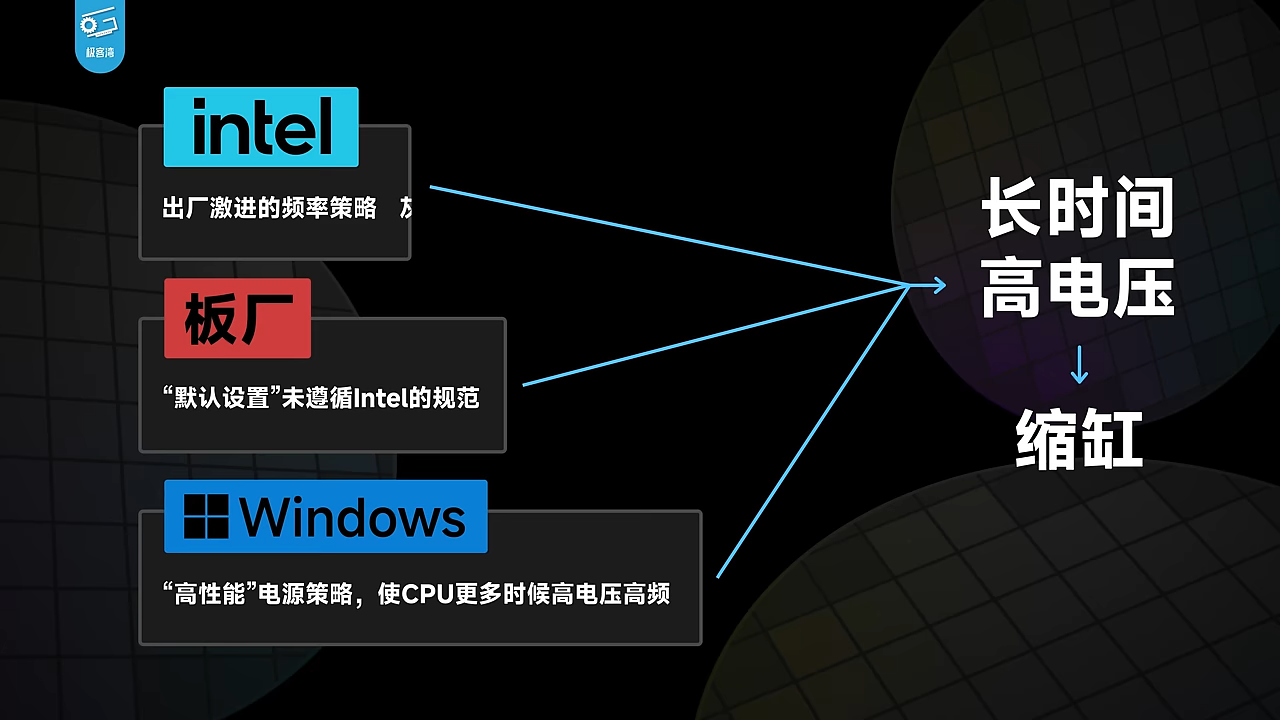 极客湾
intel
出厂激进的频率策略
板厂
“默认设置”未遵循Intel的规范
Windows
“高性能”电源策略，使CPU更多时候高电压高频
长时间
高电压
缩缸